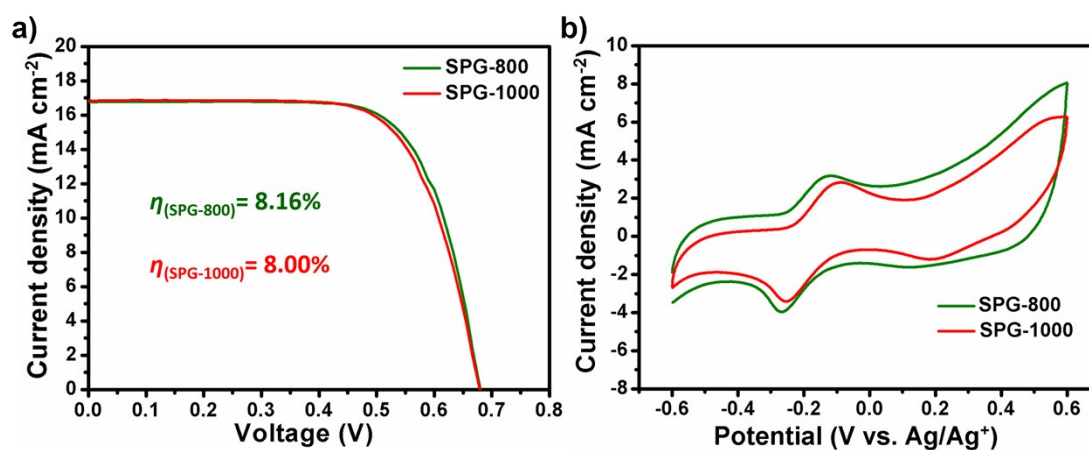 a)
Current density (mA cm⁻²)
20
18
16
14
12
10
8
6
4
2
0
0.0 0.1 0.2 0.3 0.4 0.5 0.6 0.7 0.8
Voltage (V)
SPG-800
SPG-1000
η(SPG-800)= 8.16%
η(SPG-1000)= 8.00%
b)
Current density (mA cm⁻²)
10
8
6
4
2
0
-2
-4
-6
-8
-0.6 -0.4 -0.2 0.0 0.2 0.4 0.6
Potential (V vs. Ag/Ag⁺)
SPG-800
SPG-1000